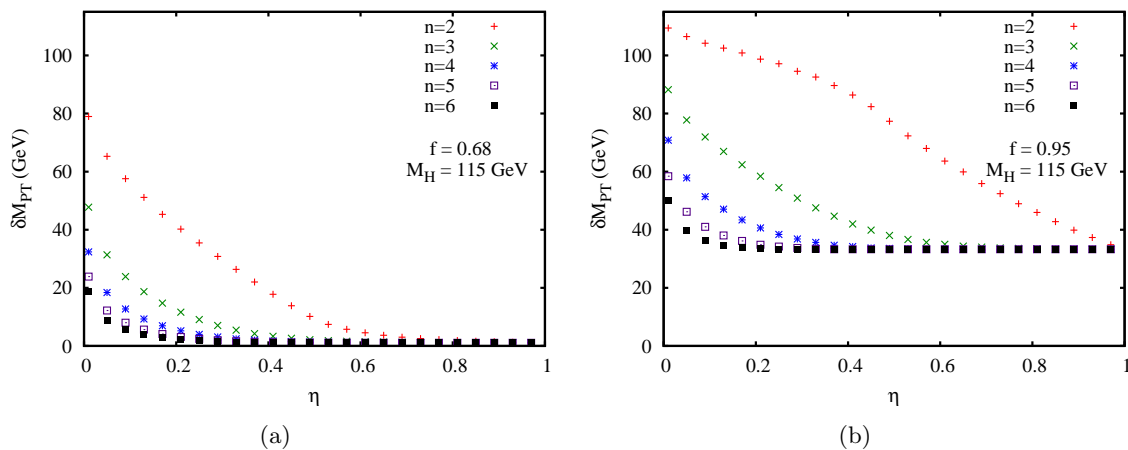 n=2
n=3
n=4
n=5
n=6
f = 0.68
M_H = 115 GeV
δM_PT (GeV)
0
20
40
60
80
100
0 0.2 0.4 0.6 0.8 1
η
(a)
n=2
n=3
n=4
n=5
n=6
f = 0.95
M_H = 115 GeV
δM_PT (GeV)
0
20
40
60
80
100
0 0.2 0.4 0.6 0.8 1
η
(b)